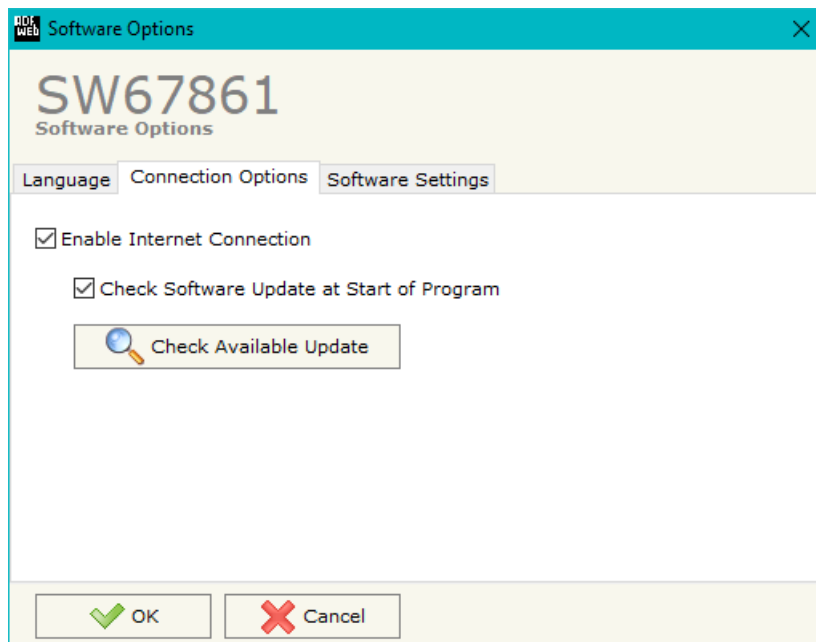 ADF
WEB
Software Options
SW67861
Software Options
Language
Connection Options
Software Settings
Enable Internet Connection
Check Software Update at Start of Program
Check Available Update
OK
Cancel